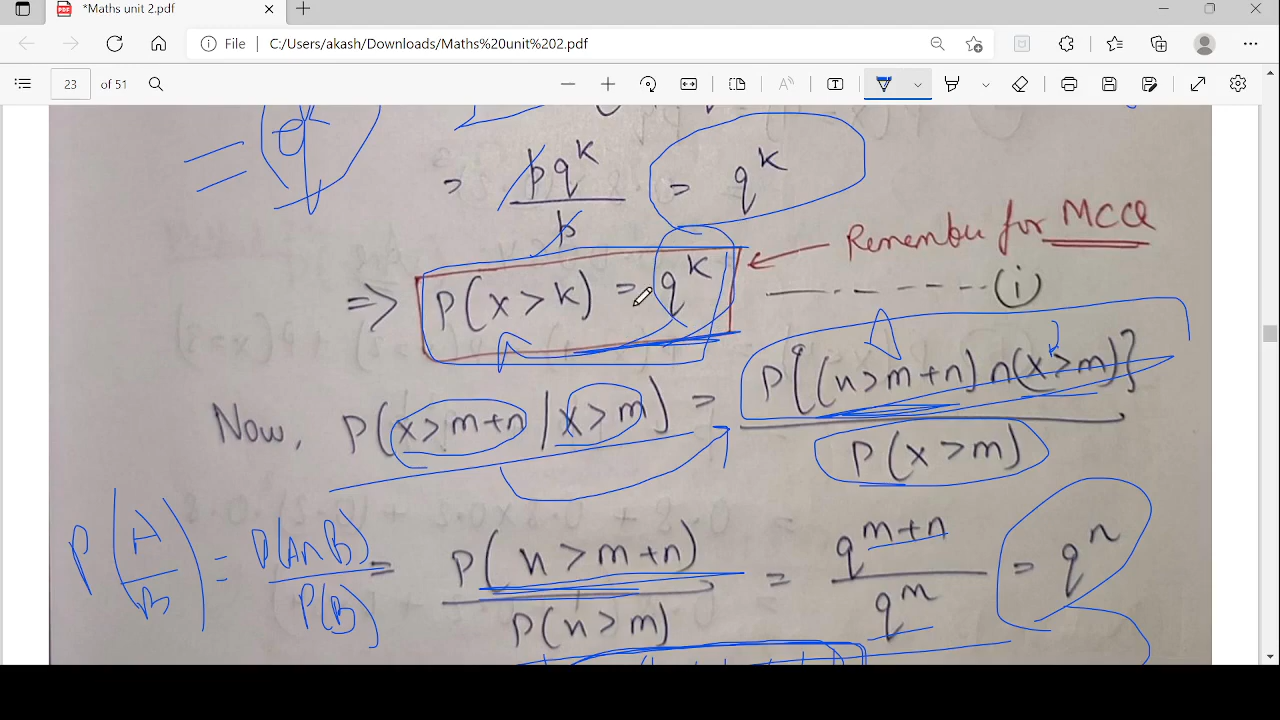 *Maths unit 2.pdf
File C:/Users/akash/Downloads/Maths%20unit%202.pdf
23 of 51
= q
= pq^k / p = q^k
=> P(x>k) = q^k ← Remember for MCQ
---------(i)
Now, P(x>m+n | x>m) = P{(x>m+n) ∩ (x>m)} / P(x>m)
P(A/B) = P(A∩B) / P(B)
= P(x>m+n) / P(x>m) = q^(m+n) / q^m = q^n